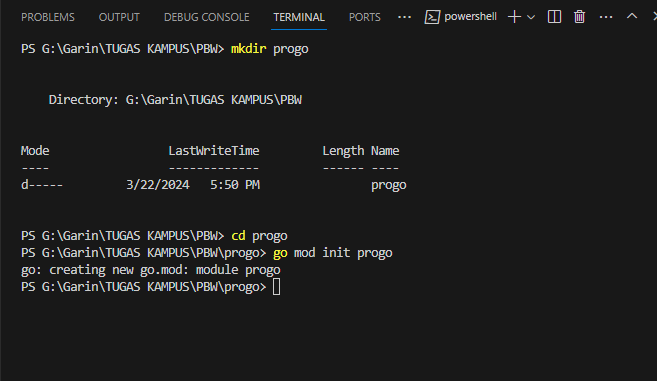 PROBLEMS OUTPUT DEBUG CONSOLE TERMINAL PORTS ··· powershell
PS G:\Garin\TUGAS KAMPUS\PBW> mkdir progo
Directory: G:\Garin\TUGAS KAMPUS\PBW
Mode LastWriteTime Length Name
---- ------------- ------ ----
d----- 3/22/2024 5:50 PM progo
PS G:\Garin\TUGAS KAMPUS\PBW> cd progo
PS G:\Garin\TUGAS KAMPUS\PBW\progo> go mod init progo
go: creating new go.mod: module progo
PS G:\Garin\TUGAS KAMPUS\PBW\progo>